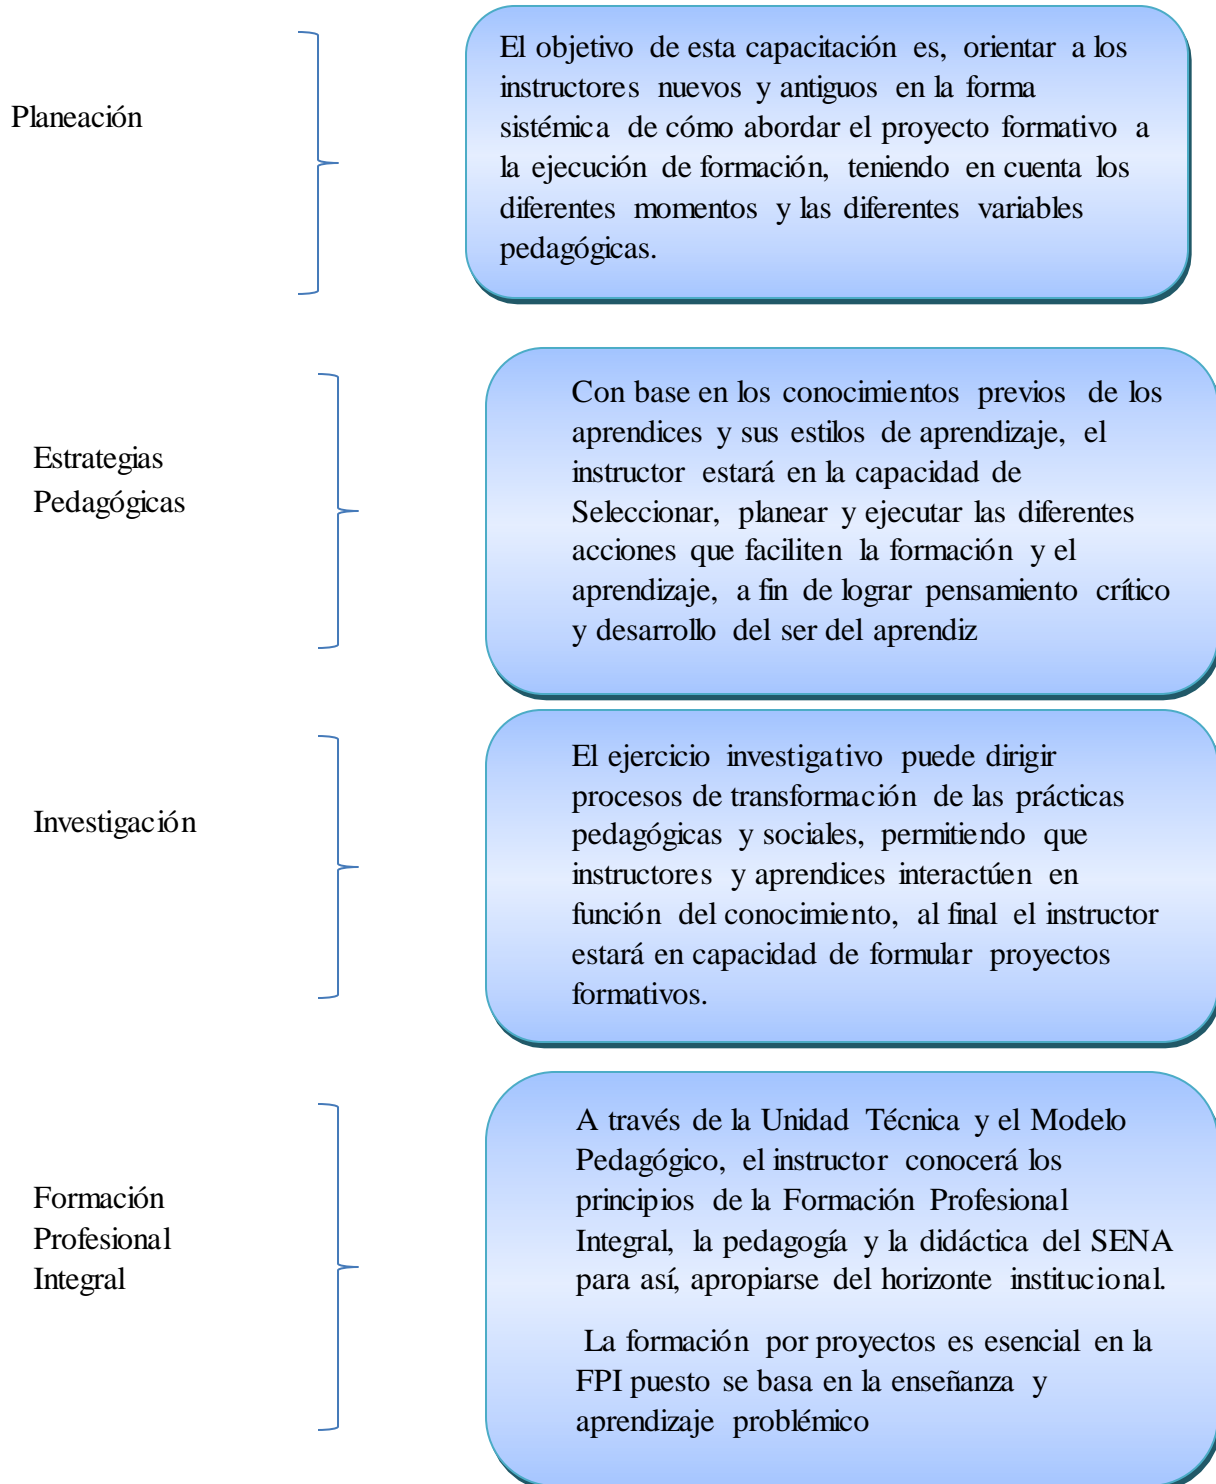 Planeación
El objetivo de esta capacitación es, orientar a los
instructores nuevos y antiguos en la forma
sistémica de cómo abordar el proyecto formativo a
la ejecución de formación, teniendo en cuenta los
diferentes momentos y las diferentes variables
pedagógicas.
Estrategias
Pedagógicas
Con base en los conocimientos previos de los
aprendices y sus estilos de aprendizaje, el
instructor estará en la capacidad de
Seleccionar, planear y ejecutar las diferentes
acciones que faciliten la formación y el
aprendizaje, a fin de lograr pensamiento crítico
y desarrollo del ser del aprendiz
Investigación
El ejercicio investigativo puede dirigir
procesos de transformación de las prácticas
pedagógicas y sociales, permitiendo que
instructores y aprendices interactúen en
función del conocimiento, al final el instructor
estará en capacidad de formular proyectos
formativos.
Formación
Profesional
Integral
A través de la Unidad Técnica y el Modelo
Pedagógico, el instructor conocerá los
principios de la Formación Profesional
Integral, la pedagogía y la didáctica del SENA
para así, apropiarse del horizonte institucional.
La formación por proyectos es esencial en la
FPI puesto se basa en la enseñanza y
aprendizaje problémico